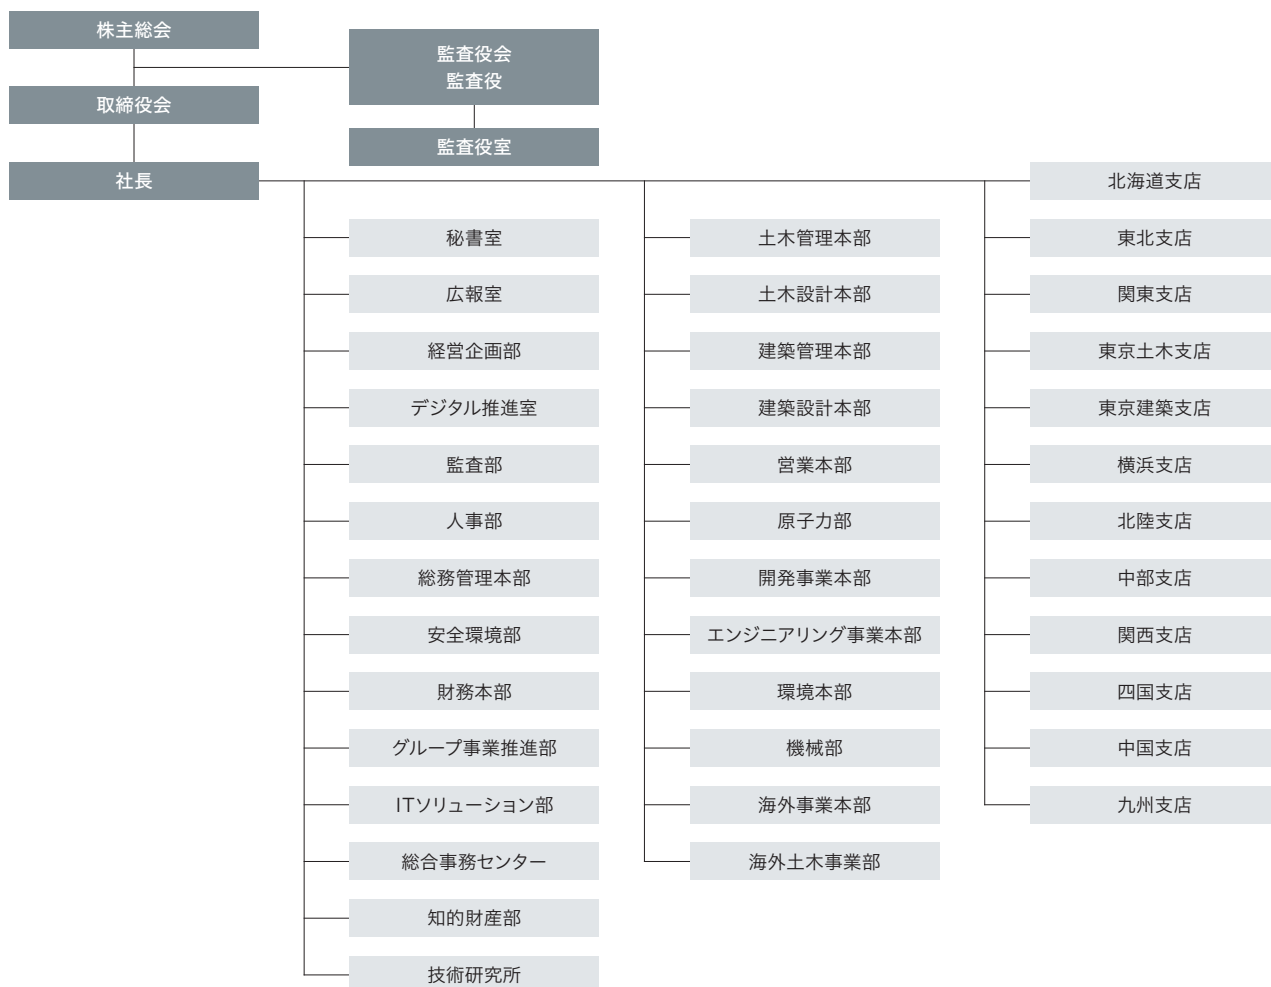 株主総会
監査役会
監査役
取締役会
監査役室
社長
秘書室
広報室
経営企画部
デジタル推進室
監査部
人事部
総務管理本部
安全環境部
財務本部
グループ事業推進部
ITソリューション部
総合事務センター
知的財産部
技術研究所
土木管理本部
土木設計本部
建築管理本部
建築設計本部
営業本部
原子力部
開発事業本部
エンジニアリング事業本部
環境本部
機械部
海外事業本部
海外土木事業部
北海道支店
東北支店
関東支店
東京土木支店
東京建築支店
横浜支店
北陸支店
中部支店
関西支店
四国支店
中国支店
九州支店